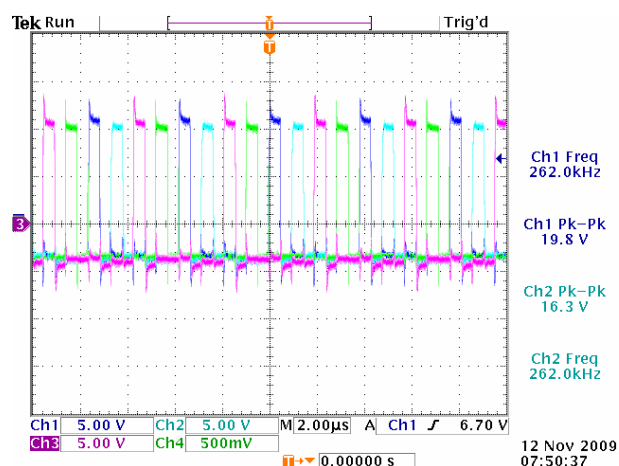 Tek Run Trig'd
T
T
3
Ch1 Freq
262.0kHz
Ch1 Pk-Pk
19.8 V
Ch2 Pk-Pk
16.3 V
Ch2 Freq
262.0kHz
Ch1 5.00 V Ch2 5.00 V M 2.00µs A Ch1 6.70 V
Ch3 5.00 V Ch4 500mV
T 0.00000 s
12 Nov 2009
07:50:37